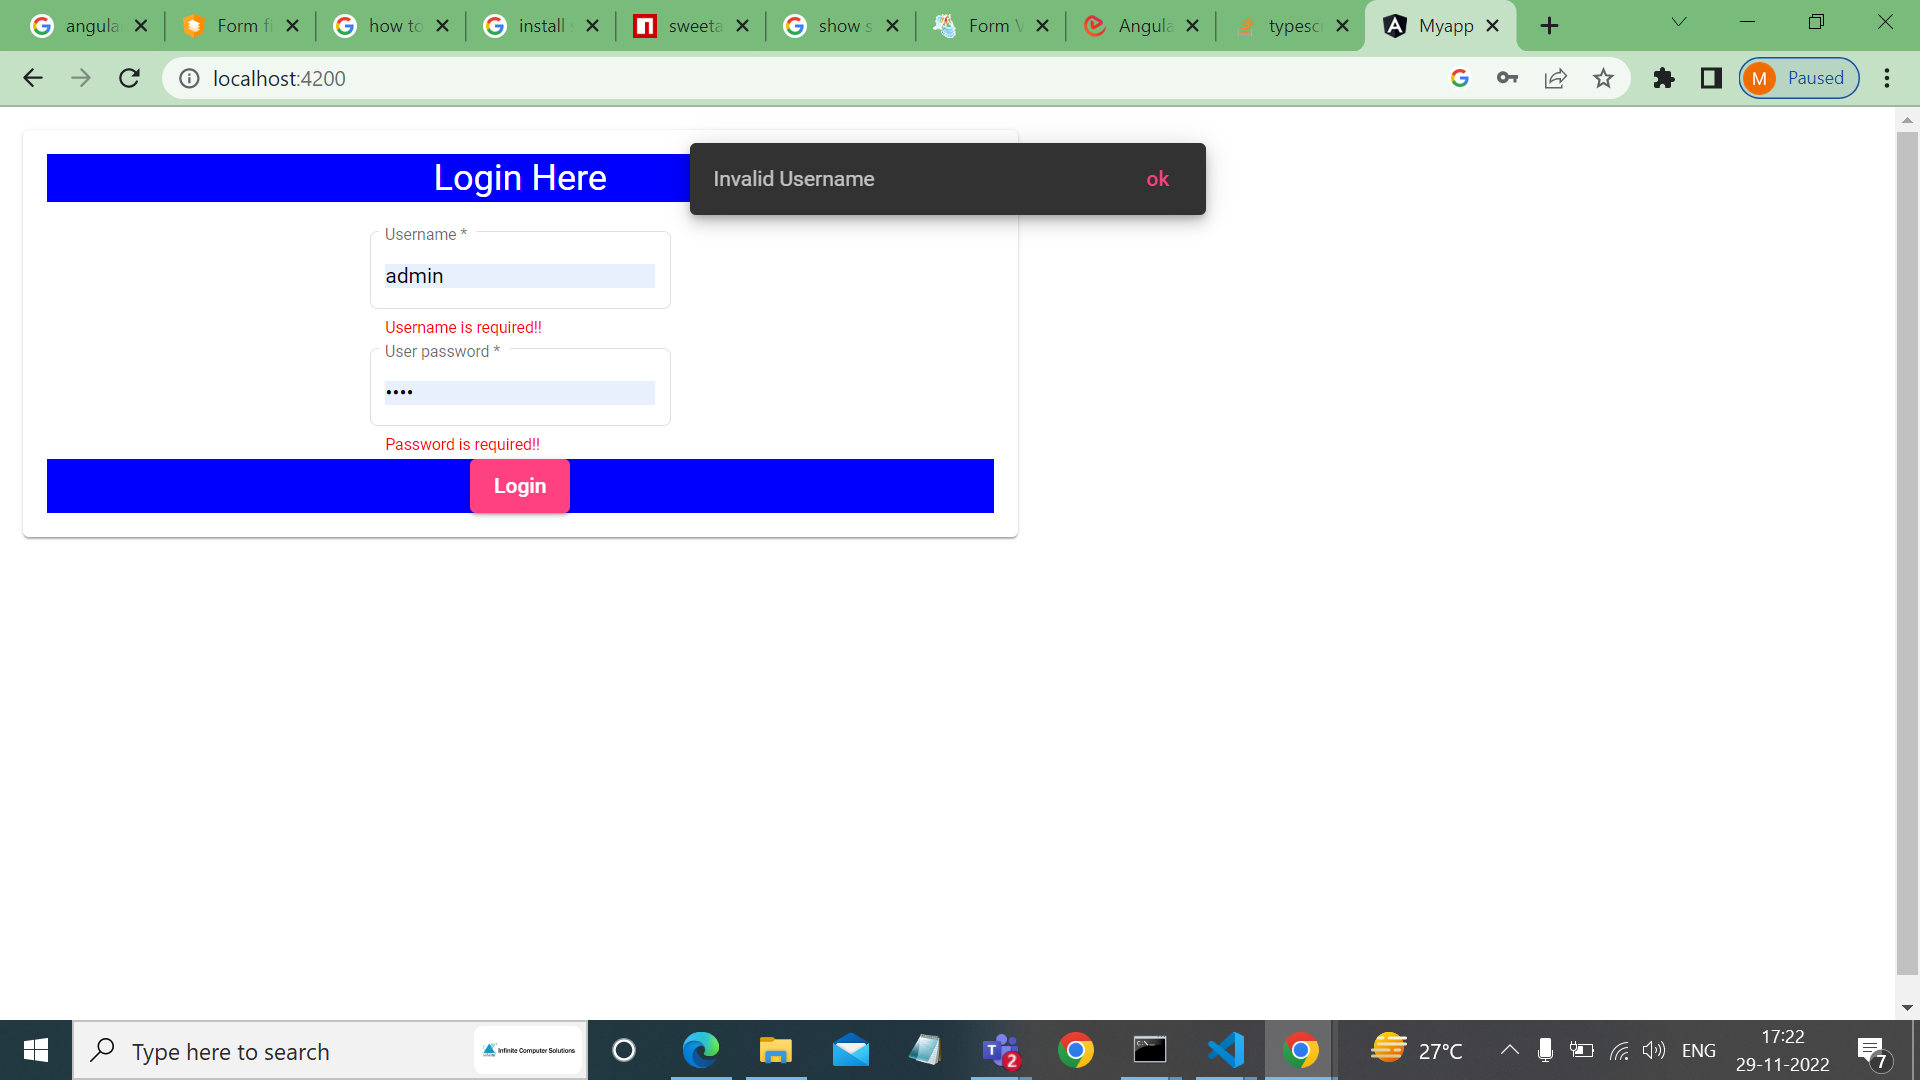 angula
Form fi
how to
install
sweeta
show s
Form V
Angula
typesc
Myapp
localhost:4200
M Paused
Login Here
Invalid Username
ok
Username *
admin
Username is required!!
User password *
••••
Password is required!!
Login
Type here to search
Infinite Computer Solutions
2
27°C
ENG
17:22
29-11-2022
7